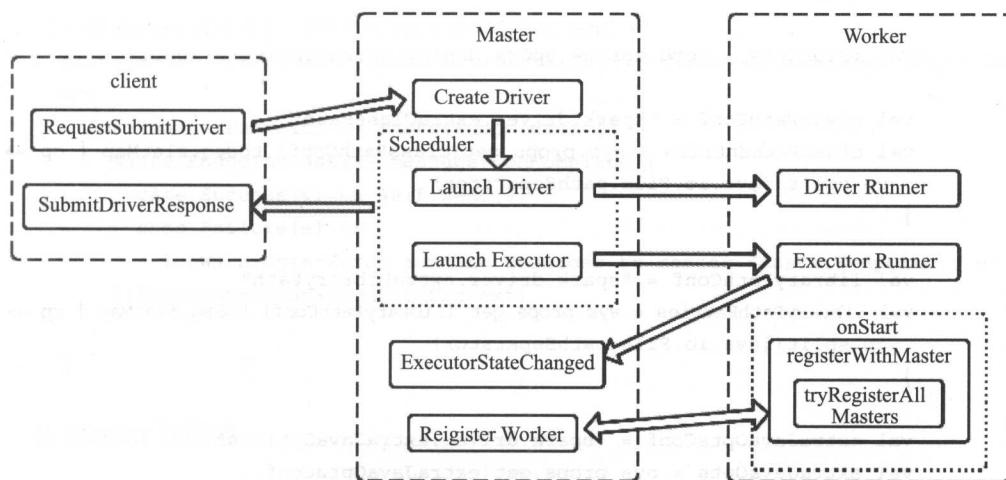 Master
Worker
client
RequestSubmitDriver
Create Driver
Scheduler
SubmitDriverResponse
Launch Driver
Driver Runner
Launch Executor
Executor Runner
ExecutorStateChanged
onStart
registerWithMaster
tryRegisterAll
Masters
Reigister Worker